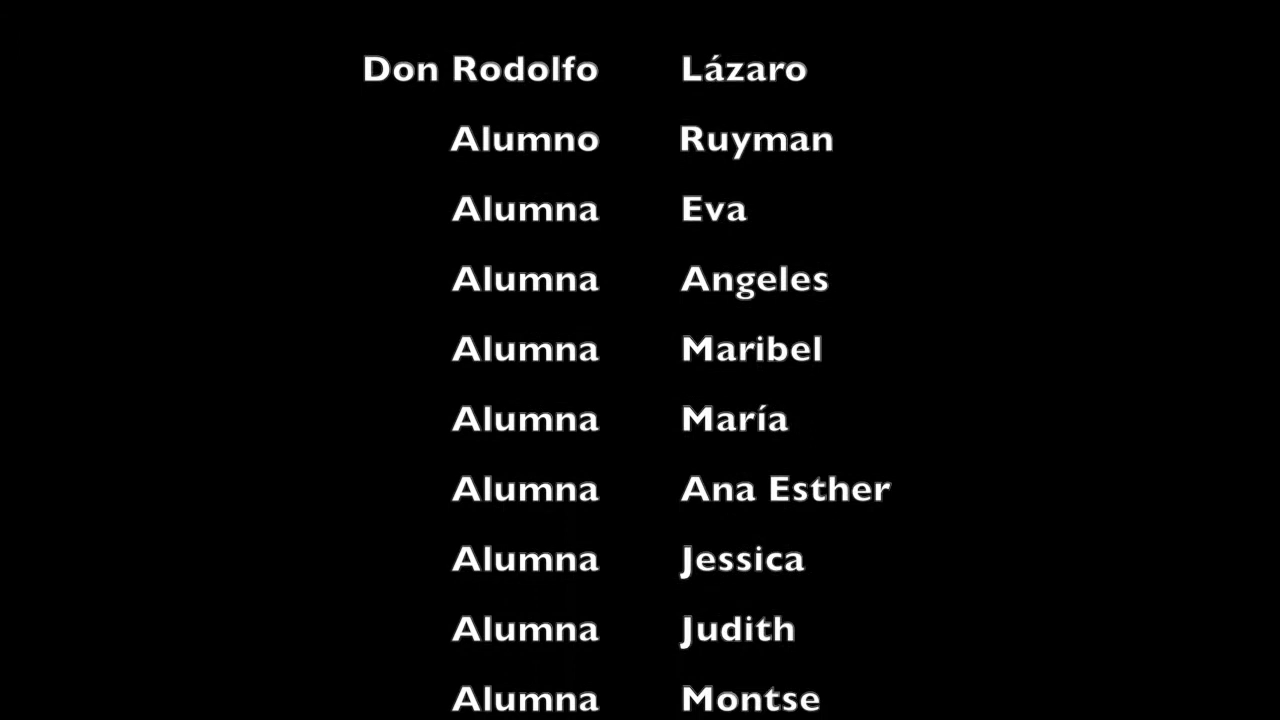 Don Rodolfo Lázaro
Alumno Ruyman
Alumna Eva
Alumna Angeles
Alumna Maribel
Alumna María
Alumna Ana Esther
Alumna Jessica
Alumna Judith
Alumna Montse